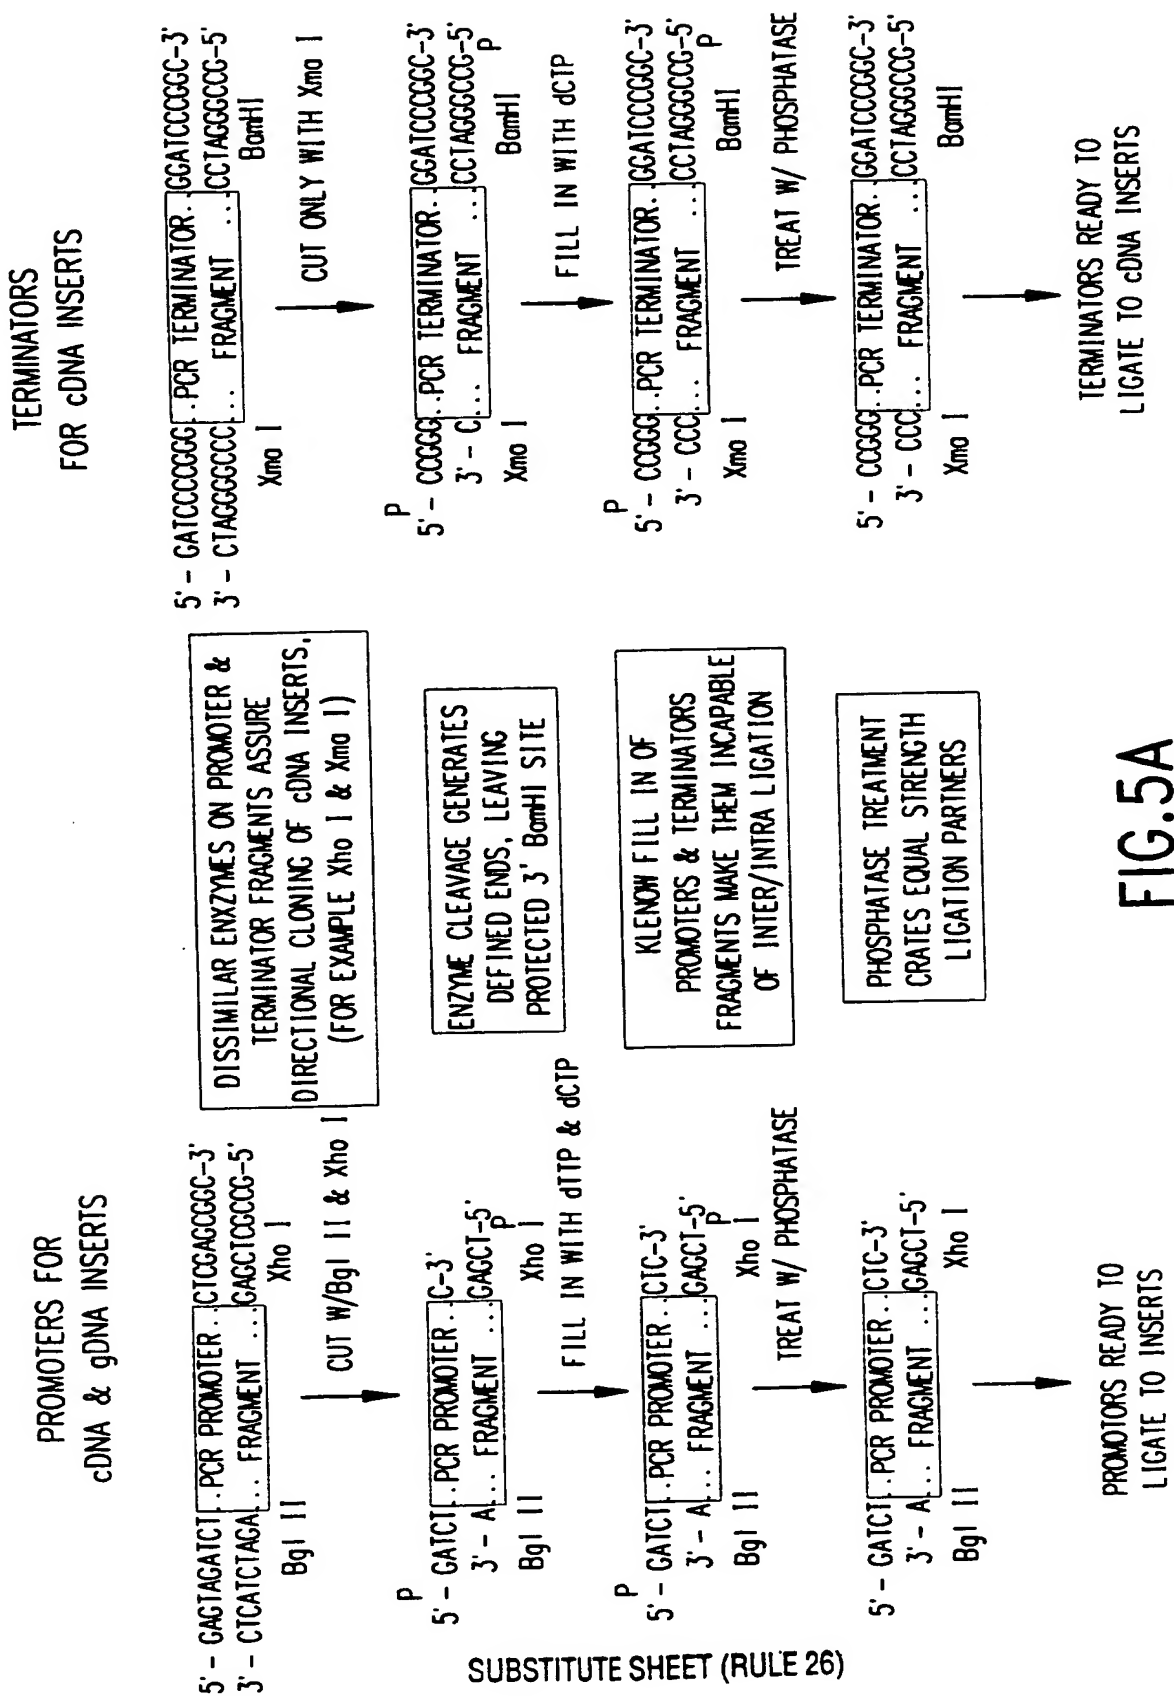 PROMOTERS FOR
cDNA & gDNA INSERTS
5'- GAGTAGATCT..PCR PROMOTER..CTCGAGCGGC-3'
3'- CTCATCTAGA... FRAGMENT ...GAGCTCGCCG-5'
Bgl II
Xho I
CUT W/Bgl II & Xho I
P
5'- GATCT..PCR PROMOTER..C-3'
3'- A... FRAGMENT ...GAGCT-5'
P
Bgl II
Xho I
FILL IN WITH dTTP & dCTP
P
5'- GATCT..PCR PROMOTER..CTC-3'
3'- A... FRAGMENT ...GAGCT-5'
P
Bgl II
Xho I
TREAT W/ PHOSPHATASE
5'- GATCT..PCR PROMOTER..CTC-3'
3'- A... FRAGMENT ...GAGCT-5'
Bgl II
Xho I
PROMOTORS READY TO
LIGATE TO INSERTS
DISSIMILAR ENXZYMES ON PROMOTER &
TERMINATOR FRAGMENTS ASSURE
DIRECTIONAL CLONING OF cDNA INSERTS,
(FOR EXAMPLE Xho I & Xma I)
ENZYME CLEAVAGE GENERATES
DEFINED ENDS, LEAVING
PROTECTED 3' BamHI SITE
KLENOW FILL IN OF
PROMOTERS & TERMINATORS
FRAGMENTS MAKE THEM INCAPABLE
OF INTER/INTRA LIGATION
PHOSPHATASE TREATMENT
CRATES EQUAL STRENGTH
LIGATION PARTNERS
TERMINATORS
FOR cDNA INSERTS
5'- GATCCCCGGG..PCR TERMINATOR..GGATCCCGGC-3'
3'- CTAGGGGCCC... FRAGMENT ...CCTAGGGCCG-5'
Xma I
BamHI
CUT ONLY WITH Xma I
P
5'- CCGGG..PCR TERMINATOR..GGATCCCGGC-3'
3'- C... FRAGMENT ...CCTAGGGCCG-5'
P
Xma I
BamHI
FILL IN WITH dCTP
P
5'- CCGGG..PCR TERMINATOR..GGATCCCGGC-3'
3'- CCC... FRAGMENT ...CCTAGGGCCG-5'
P
Xma I
BamHI
TREAT W/ PHOSPHATASE
5'- CCGGG..PCR TERMINATOR..GGATCCCGGC-3'
3'- CCC... FRAGMENT ...CCTAGGGCCG-5'
Xma I
BamHI
TERMINATORS READY TO
LIGATE TO cDNA INSERTS
FIG.5A
SUBSTITUTE SHEET (RULE 26)